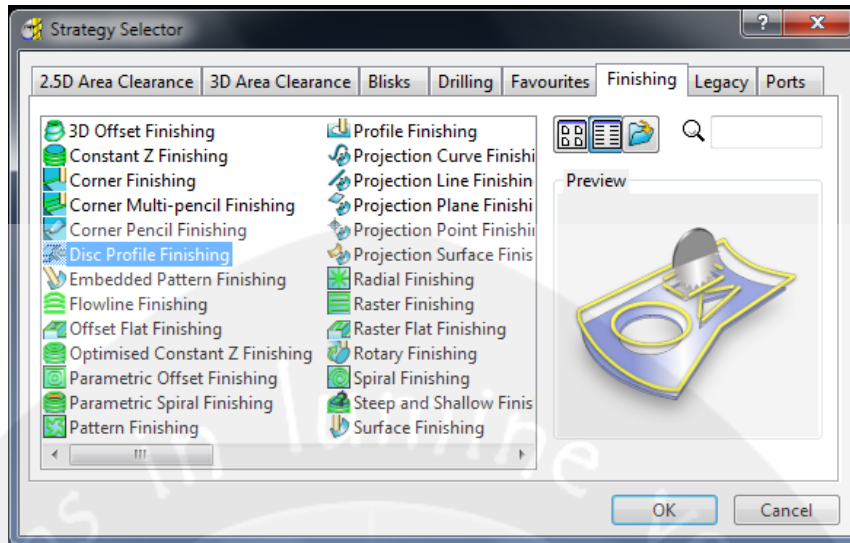 Strategy Selector
?
X
2.5D Area Clearance 3D Area Clearance Blisks Drilling Favourites Finishing Legacy Ports
3D Offset Finishing
Constant Z Finishing
Corner Finishing
Corner Multi-pencil Finishing
Corner Pencil Finishing
Disc Profile Finishing
Embedded Pattern Finishing
Flowline Finishing
Offset Flat Finishing
Optimised Constant Z Finishing
Parametric Offset Finishing
Parametric Spiral Finishing
Pattern Finishing
Profile Finishing
Projection Curve Finishi
Projection Line Finishin
Projection Plane Finishi
Projection Point Finishin
Projection Surface Finis
Radial Finishing
Raster Finishing
Raster Flat Finishing
Rotary Finishing
Spiral Finishing
Steep and Shallow Finis
Surface Finishing
Preview
OK Cancel
in lumine